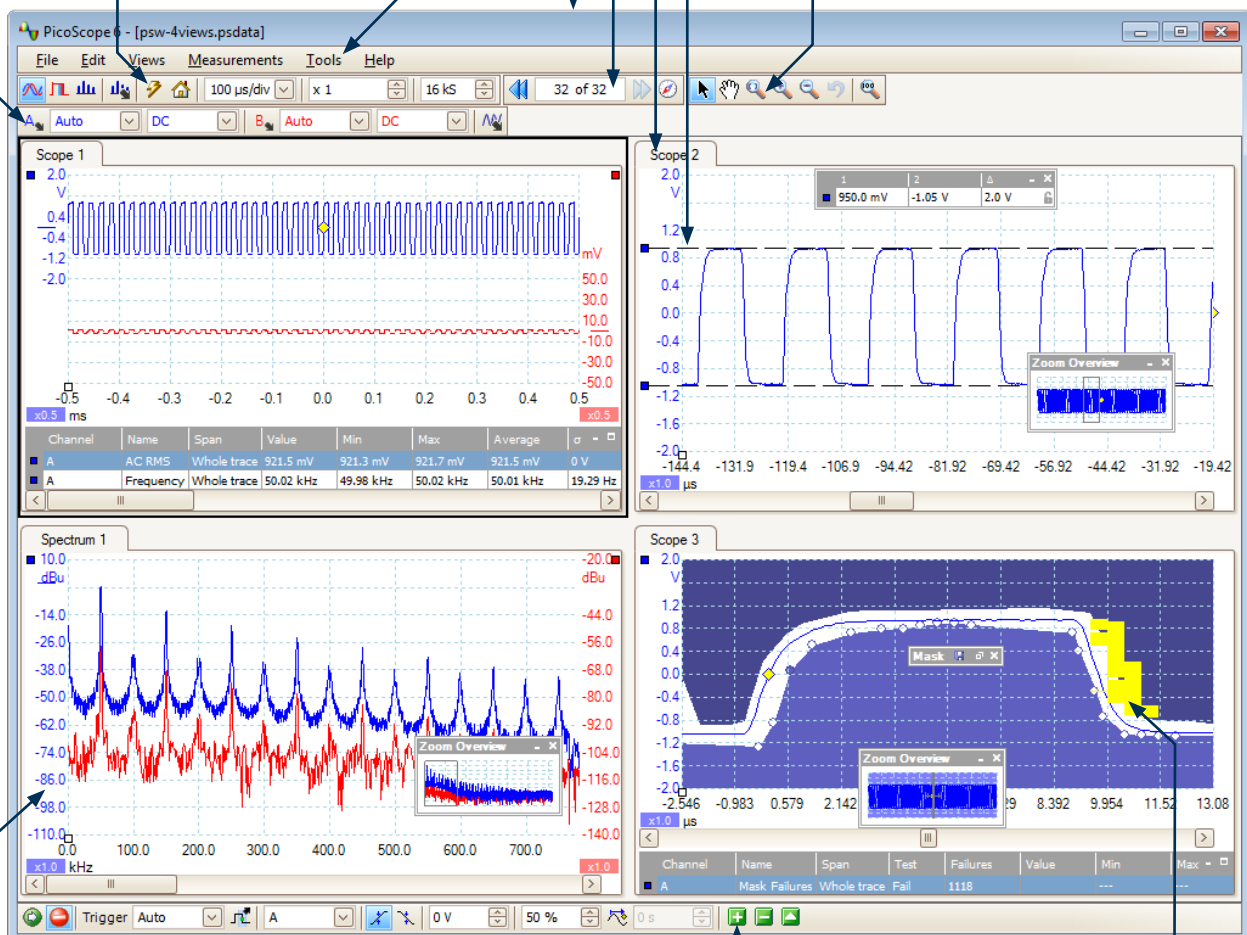 PicoScope 6 - [psw-4views.psdata]
File Edit Views Measurements Tools Help
100 µs/div x 1 16 kS 32 of 32
A Auto DC B Auto DC
Scope 1
2.0
V
0.4
-0.4
-1.2
-2.0
mV
50.0
30.0
10.0
-10.0
-30.0
-50.0
-0.5 -0.4 -0.3 -0.2 -0.1 0.0 0.1 0.2 0.3 0.4 0.5
x0.5 ms x0.5
Channel Name Span Value Min Max Average σ
A AC RMS Whole trace 921.5 mV 921.3 mV 921.7 mV 921.5 mV 0 V
A Frequency Whole trace 50.02 kHz 49.98 kHz 50.02 kHz 50.01 kHz 19.29 Hz
Scope 2
2.0
V
1 2 Δ
950.0 mV -1.05 V 2.0 V
1.2
0.8
0.4
0.0
-0.4
-0.8
-1.2
-1.6
-2.0
Zoom Overview
-144.4 -131.9 -119.4 -106.9 -94.42 -81.92 -69.42 -56.92 -44.42 -31.92 -19.42
x1.0 µs
Spectrum 1
10.0
dBu
-14.0
-26.0
-38.0
-50.0
-62.0
-74.0
-86.0
-98.0
-110.0
-20.0
dBu
-44.0
-56.0
-68.0
-80.0
-92.0
-104.0
-116.0
-128.0
-140.0
Zoom Overview
0.0 100.0 200.0 300.0 400.0 500.0 600.0 700.0
x1.0 kHz x1.0
Scope 3
2.0
V
1.2
0.8
0.4
0.0
-0.4
-0.8
-1.2
-1.6
-2.0
Mask
Zoom Overview
-2.546 -0.983 0.579 2.142 8.392 9.954 11.52 13.08
x1.0 µs
Channel Name Span Test Failures Value Min Max
A Mask Failures Whole trace Fail 1118 --- ---
Trigger Auto A 0 V 50 % 0 s